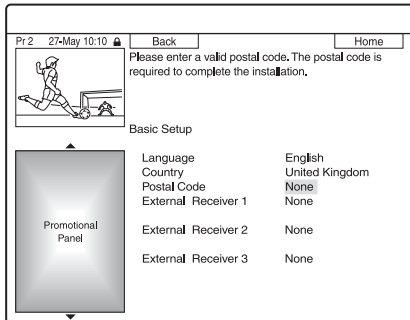 Pr 2 27-May 10:10 Back Home
Please enter a valid postal code. The postal code is
required to complete the installation.
Basic Setup
Language English
Country United Kingdom
Postal Code None
External Receiver 1 None
External Receiver 2 None
External Receiver 3 None
Promotional
Panel